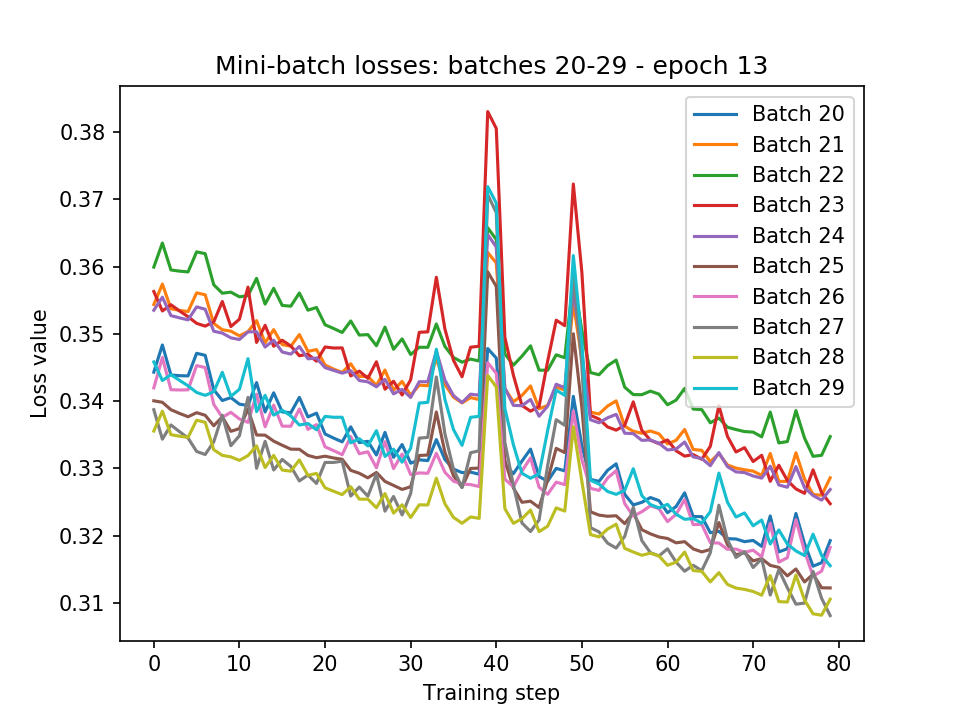 Mini-batch losses: batches 20-29 - epoch 13
Loss value
0.38
0.37
0.36
0.35
0.34
0.33
0.32
0.31
Batch 20
Batch 21
Batch 22
Batch 23
Batch 24
Batch 25
Batch 26
Batch 27
Batch 28
Batch 29
0 10 20 30 40 50 60 70 80
Training step